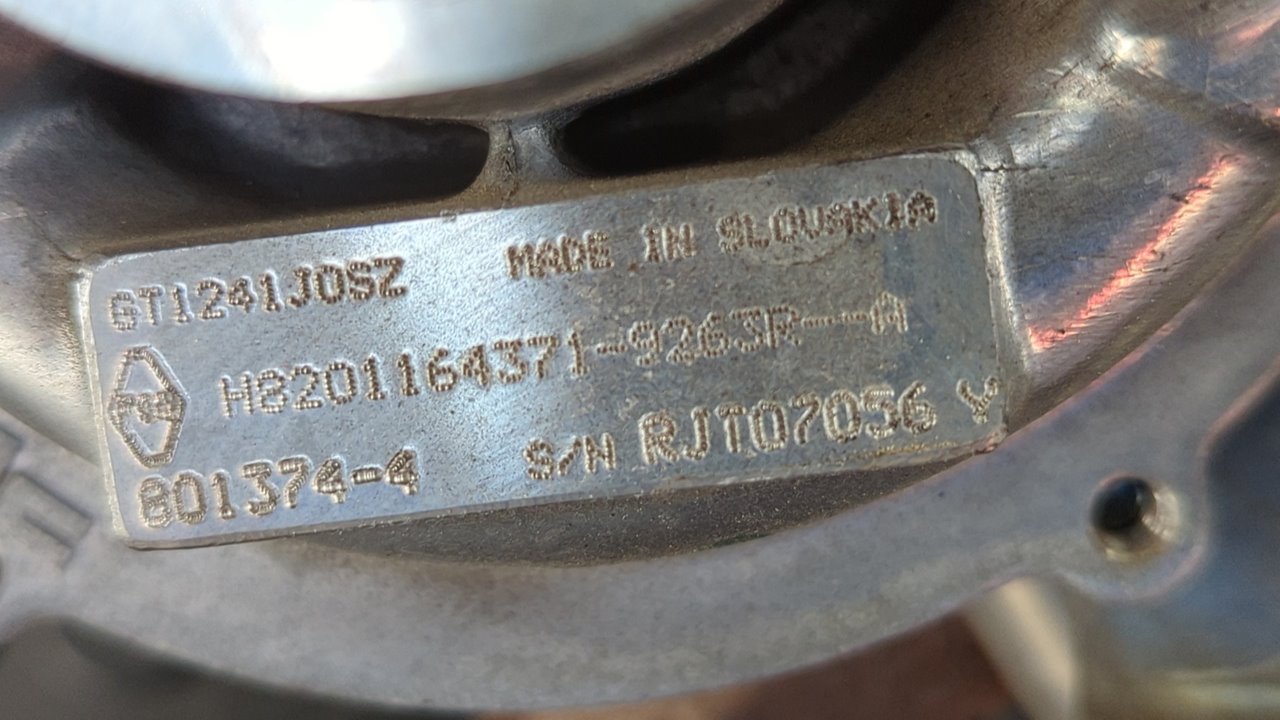 GT1241JOSZ MADE IN SLOVAKIA
H8201164371-9263R--A
801374-4 S/N RJT07056 Y